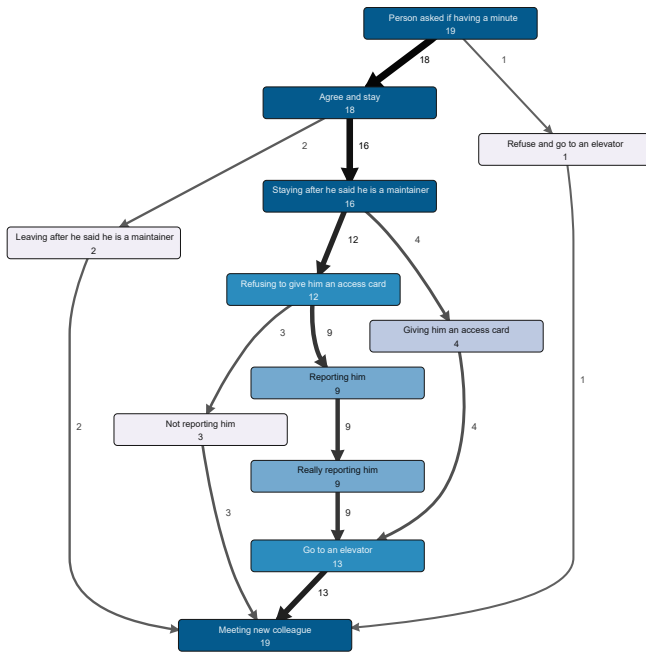 Person asked if having a minute
19
18
1
Agree and stay
18
2
16
Refuse and go to an elevator
1
Staying after he said he is a maintainer
16
Leaving after he said he is a maintainer
2
12
4
Refusing to give him an access card
12
3
9
Giving him an access card
4
Reporting him
9
1
Not reporting him
3
2
9
4
Really reporting him
9
3
9
Go to an elevator
13
13
Meeting new colleague
19